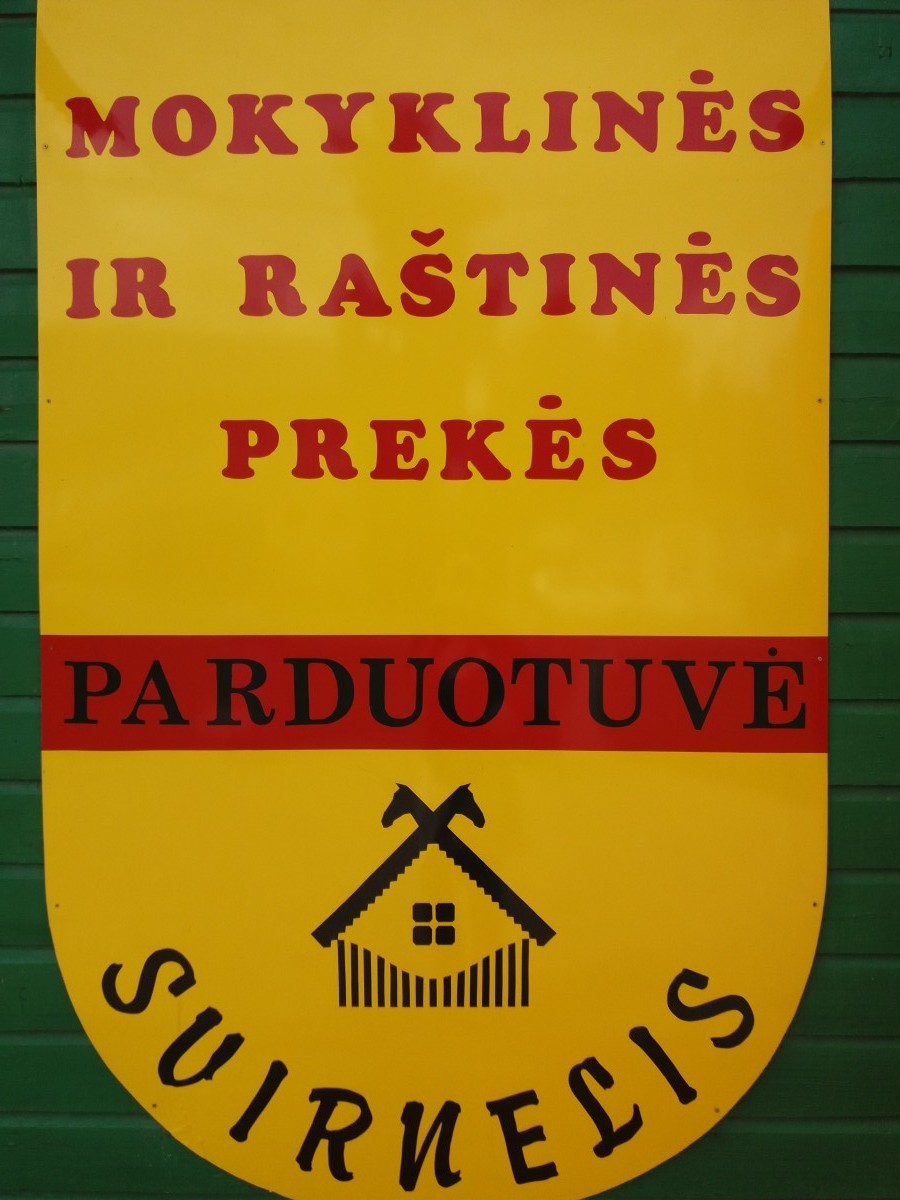 MOKYKLINĖS
IR RAŠTINĖS
PREKĖS
PARDUOTUVĖ
SVIRNELIS